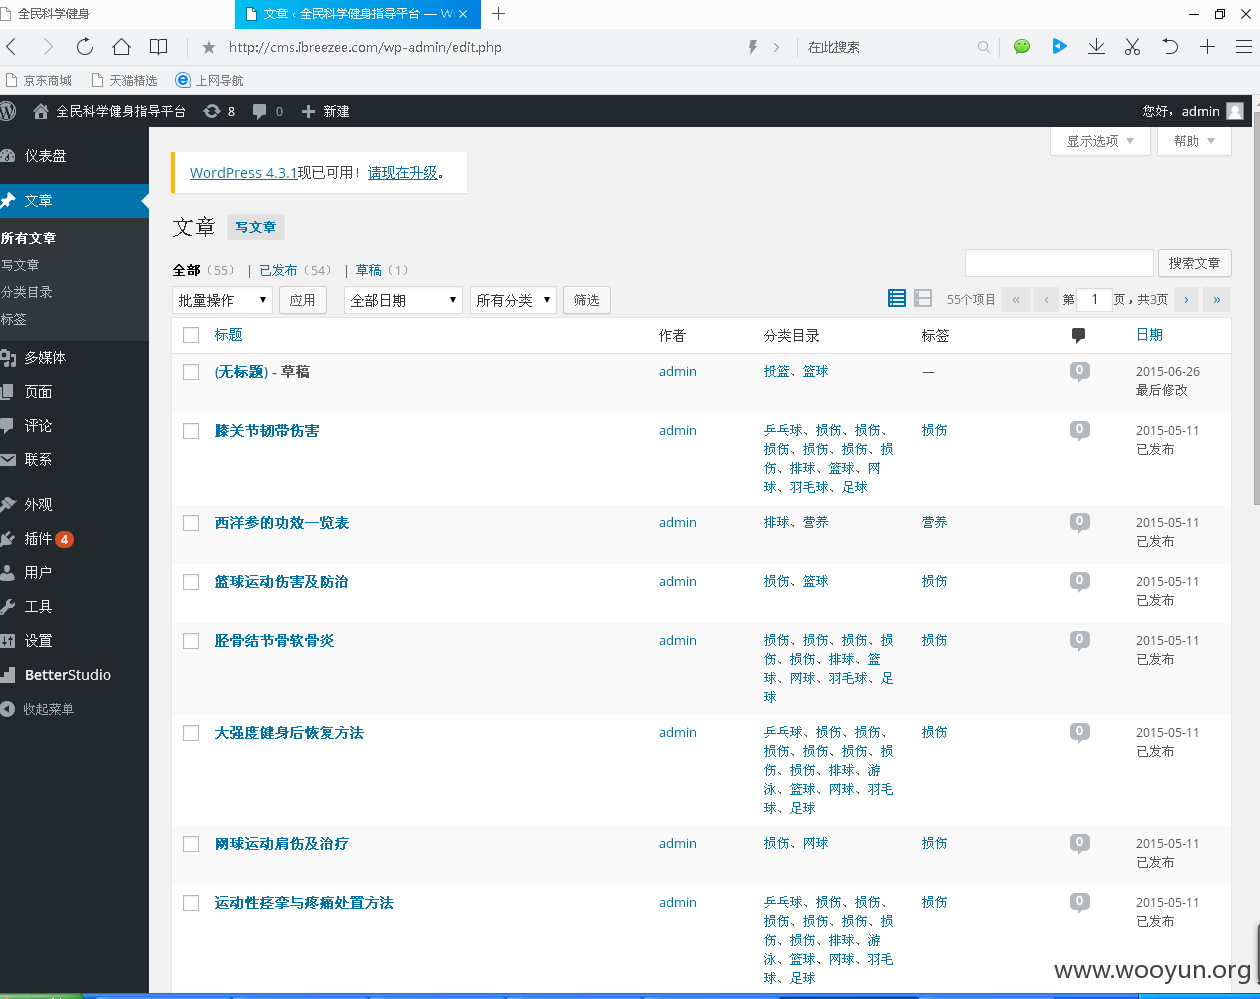 全民科学健身
文章 ‹ 全民科学健身指导平台 — W
http://cms.ibreezee.com/wp-admin/edit.php
在此搜索
京东商城 天猫精选 上网导航
全民科学健身指导平台 8 0 新建 您好，admin
显示选项 帮助
仪表盘
文章
所有文章
写文章
分类目录
标签
多媒体
页面
评论
联系
外观
插件 4
用户
工具
设置
BetterStudio
收起菜单
WordPress 4.3.1现已可用！请现在升级。
文章 写文章
全部（55） | 已发布（54） | 草稿（1）
搜索文章
批量操作 应用 全部日期 所有分类 筛选
55个项目 « ‹ 第 1 页，共3页 › »
标题 作者 分类目录 标签 日期
(无标题) - 草稿 admin 投篮、篮球 — 0 2015-06-26
最后修改
膝关节韧带伤害 admin 乒乓球、损伤、损伤、 损伤 0 2015-05-11
损伤、损伤、损伤、损 已发布
伤、排球、篮球、网
球、羽毛球、足球
西洋参的功效一览表 admin 排球、营养 营养 0 2015-05-11
已发布
篮球运动伤害及防治 admin 损伤、篮球 损伤 0 2015-05-11
已发布
胫骨结节骨软骨炎 admin 损伤、损伤、损伤、损 损伤 0 2015-05-11
伤、损伤、排球、篮 已发布
球、网球、羽毛球、足
球
大强度健身后恢复方法 admin 乒乓球、损伤、损伤、 损伤 0 2015-05-11
损伤、损伤、损伤、损 已发布
伤、损伤、排球、游
泳、篮球、网球、羽毛
球、足球
网球运动肩伤及治疗 admin 损伤、网球 损伤 0 2015-05-11
已发布
运动性痉挛与疼痛处置方法 admin 乒乓球、损伤、损伤、 损伤 0 2015-05-11
损伤、损伤、损伤、损 已发布
伤、损伤、排球、游
泳、篮球、网球、羽毛
球、足球
www.wooyun.org